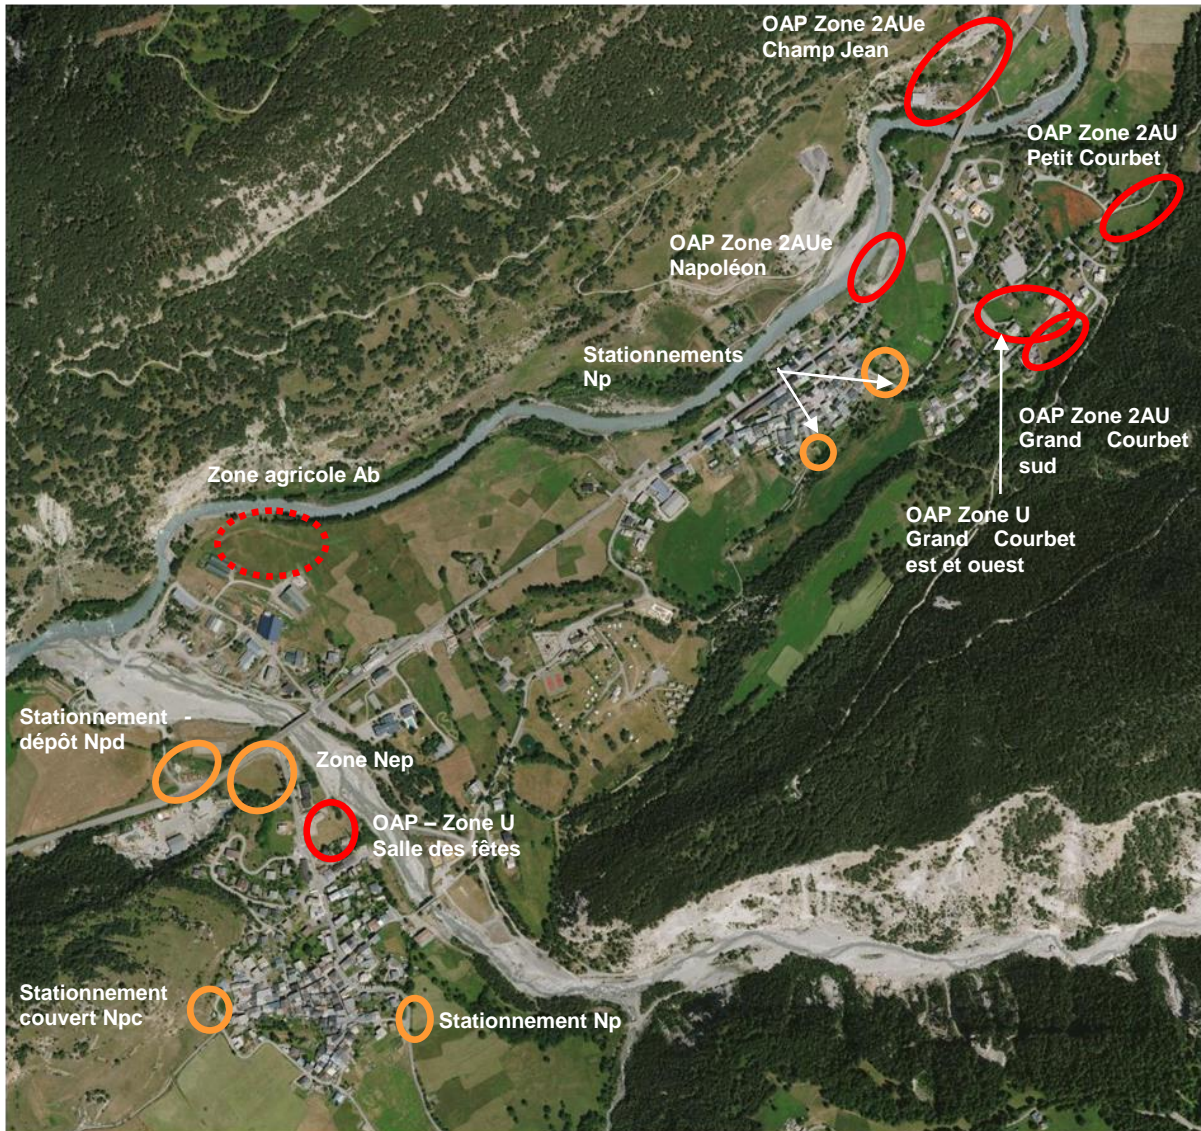 OAP Zone 2AUe
Champ Jean
OAP Zone 2AU
Petit Courbet
OAP Zone 2AUe
Napoléon
Stationnements
Np
OAP Zone 2AU
Grand Courbet
sud
Zone agricole Ab
OAP Zone U
Grand Courbet
est et ouest
Stationnement -
dépôt Npd
Zone Nep
OAP – Zone U
Salle des fêtes
Stationnement
couvert Npc
Stationnement Np